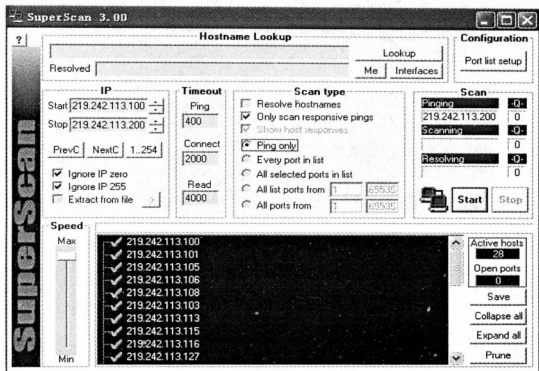 SuperScan 3.00
?
Hostname Lookup
Lookup
Resolved
Me
Interfaces
Configuration
Port list setup
IP
Start 219.242.113.100
Stop 219.242.113.200
PrevC
NextC
1..254
Ignore IP zero
Ignore IP 255
Extract from file
->
Timeout
Ping
400
Connect
2000
Read
4000
Scan type
Resolve hostnames
Only scan responsive pings
Show host responses
Ping only
Every port in list
All selected ports in list
All list ports from 1 65535
All ports from 1 65535
Scan
Pinging -Q-
219.242.113.200 0
Scanning -Q-
0
Resolving -Q-
0
Start
Stop
Speed
Max
Min
219.242.113.100
219.242.113.101
219.242.113.105
219.242.113.106
219.242.113.108
219.242.113.103
219.242.113.113
219.242.113.115
219.242.113.116
219.242.113.127
Active hosts
28
Open ports
0
Save
Collapse all
Expand all
Prune
SuperScan